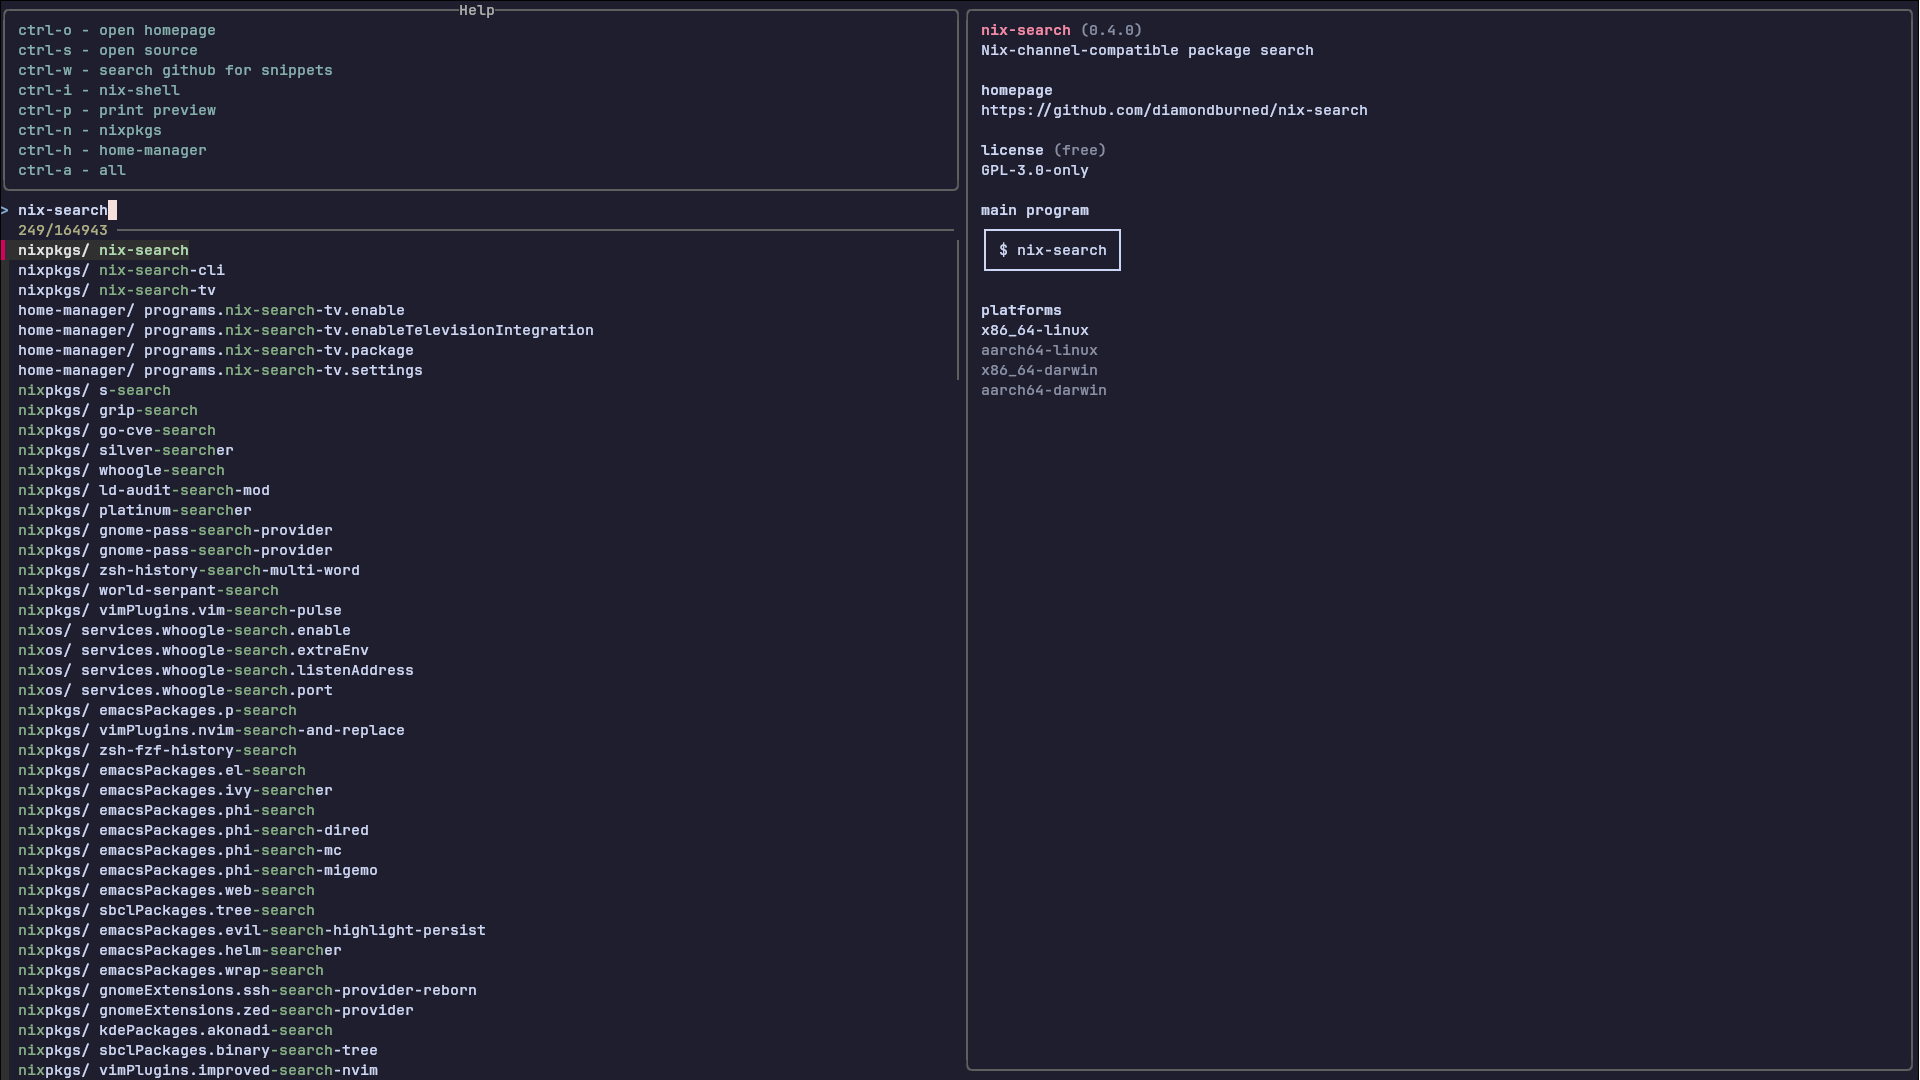 Help
ctrl-o - open homepage
ctrl-s - open source
ctrl-w - search github for snippets
ctrl-i - nix-shell
ctrl-p - print preview
ctrl-n - nixpkgs
ctrl-h - home-manager
ctrl-a - all
> nix-search
249/164943
nixpkgs/ nix-search
nixpkgs/ nix-search-cli
nixpkgs/ nix-search-tv
home-manager/ programs.nix-search-tv.enable
home-manager/ programs.nix-search-tv.enableTelevisionIntegration
home-manager/ programs.nix-search-tv.package
home-manager/ programs.nix-search-tv.settings
nixpkgs/ s-search
nixpkgs/ grip-search
nixpkgs/ go-cve-search
nixpkgs/ silver-searcher
nixpkgs/ whoogle-search
nixpkgs/ ld-audit-search-mod
nixpkgs/ platinum-searcher
nixpkgs/ gnome-pass-search-provider
nixpkgs/ gnome-pass-search-provider
nixpkgs/ zsh-history-search-multi-word
nixpkgs/ world-serpant-search
nixpkgs/ vimPlugins.vim-search-pulse
nixos/ services.whoogle-search.enable
nixos/ services.whoogle-search.extraEnv
nixos/ services.whoogle-search.listenAddress
nixos/ services.whoogle-search.port
nixpkgs/ emacsPackages.p-search
nixpkgs/ vimPlugins.nvim-search-and-replace
nixpkgs/ zsh-fzf-history-search
nixpkgs/ emacsPackages.el-search
nixpkgs/ emacsPackages.ivy-searcher
nixpkgs/ emacsPackages.phi-search
nixpkgs/ emacsPackages.phi-search-dired
nixpkgs/ emacsPackages.phi-search-mc
nixpkgs/ emacsPackages.phi-search-migemo
nixpkgs/ emacsPackages.web-search
nixpkgs/ sbclPackages.tree-search
nixpkgs/ emacsPackages.evil-search-highlight-persist
nixpkgs/ emacsPackages.helm-searcher
nixpkgs/ emacsPackages.wrap-search
nixpkgs/ gnomeExtensions.ssh-search-provider-reborn
nixpkgs/ gnomeExtensions.zed-search-provider
nixpkgs/ kdePackages.akonadi-search
nixpkgs/ sbclPackages.binary-search-tree
nixpkgs/ vimPlugins.improved-search-nvim
nix-search (0.4.0)
Nix-channel-compatible package search
homepage
https://github.com/diamondburned/nix-search
license (free)
GPL-3.0-only
main program
$ nix-search
platforms
x86_64-linux
aarch64-linux
x86_64-darwin
aarch64-darwin